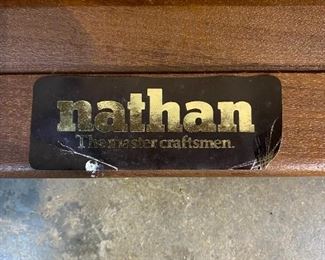 nathan
The master craftsmen.